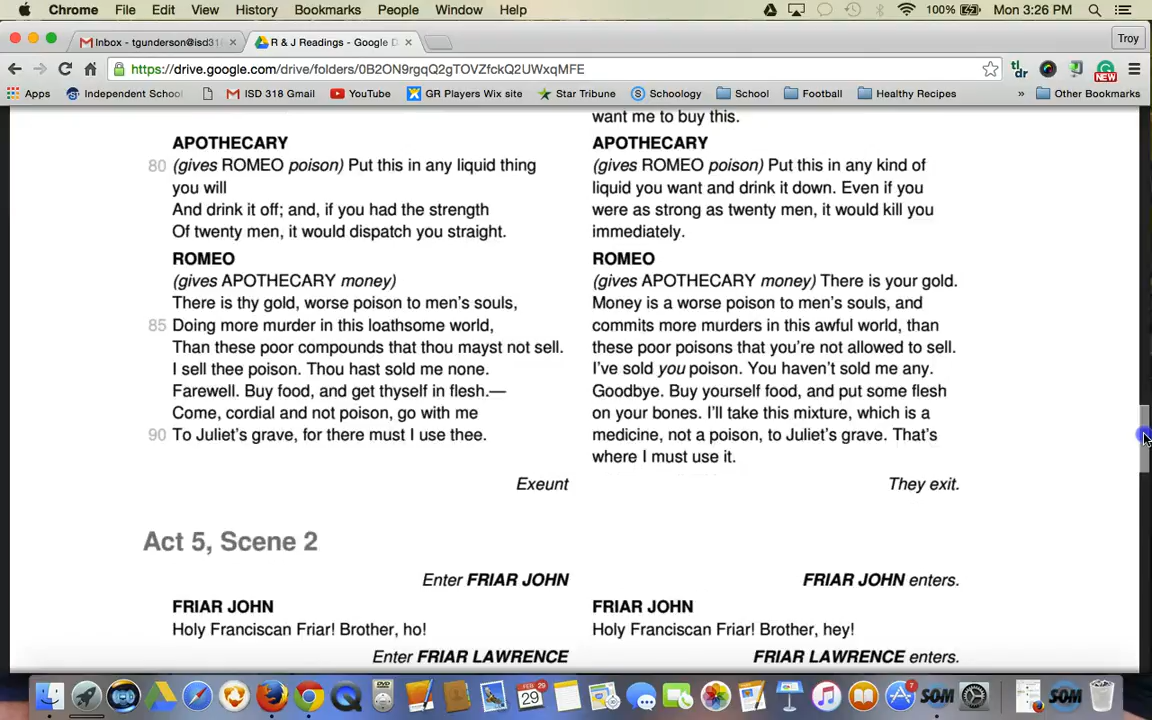 Chrome File Edit View History Bookmarks People Window Help 100% Mon 3:26 PM
Inbox - tgunderson@isd318 R & J Readings - Google D Troy
https://drive.google.com/drive/folders/0B2ON9rgqQ2gTOVZfckQ2UWxqMFE tl;dr NEW
Apps Independent School ISD 318 Gmail YouTube GR Players Wix site Star Tribune Schoology School Football Healthy Recipes » Other Bookmarks
want me to buy this.
APOTHECARY
80 (gives ROMEO poison) Put this in any liquid thing
you will
And drink it off; and, if you had the strength
Of twenty men, it would dispatch you straight.
ROMEO
(gives APOTHECARY money)
There is thy gold, worse poison to men's souls,
85 Doing more murder in this loathsome world,
Than these poor compounds that thou mayst not sell.
I sell thee poison. Thou hast sold me none.
Farewell. Buy food, and get thyself in flesh.—
Come, cordial and not poison, go with me
90 To Juliet's grave, for there must I use thee.
Exeunt
APOTHECARY
(gives ROMEO poison) Put this in any kind of
liquid you want and drink it down. Even if you
were as strong as twenty men, it would kill you
immediately.
ROMEO
(gives APOTHECARY money) There is your gold.
Money is a worse poison to men's souls, and
commits more murders in this awful world, than
these poor poisons that you're not allowed to sell.
I've sold you poison. You haven't sold me any.
Goodbye. Buy yourself food, and put some flesh
on your bones. I'll take this mixture, which is a
medicine, not a poison, to Juliet's grave. That's
where I must use it.
They exit.
Act 5, Scene 2
Enter FRIAR JOHN
FRIAR JOHN
Holy Franciscan Friar! Brother, ho!
Enter FRIAR LAWRENCE
FRIAR JOHN enters.
FRIAR JOHN
Holy Franciscan Friar! Brother, hey!
FRIAR LAWRENCE enters.
FEB 29 7 SOM SOM